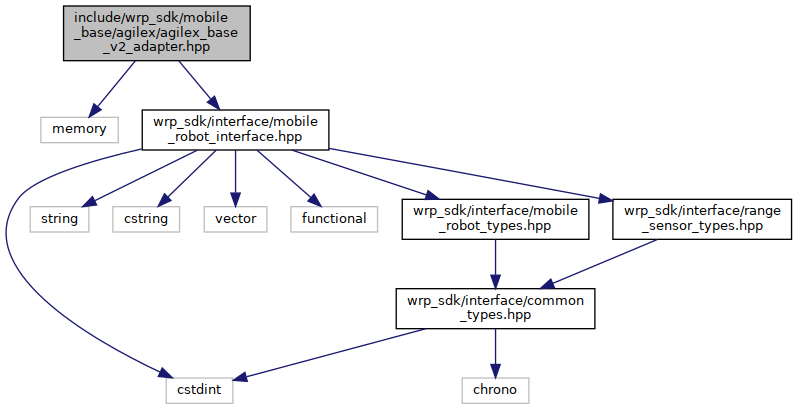 include/wrp_sdk/mobile
_base/agilex/agilex_base
_v2_adapter.hpp
memory
wrp_sdk/interface/mobile
_robot_interface.hpp
string
cstring
vector
functional
wrp_sdk/interface/mobile
_robot_types.hpp
wrp_sdk/interface/range
_sensor_types.hpp
wrp_sdk/interface/common
_types.hpp
cstdint
chrono